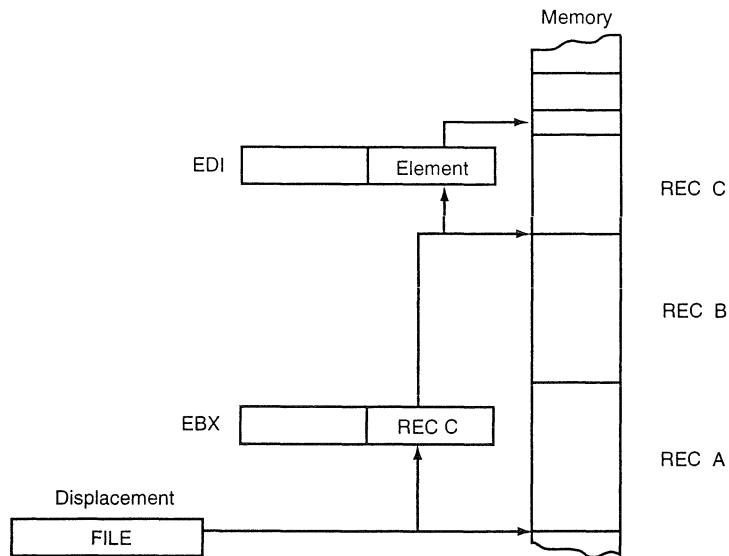 Memory
EDI
Element
REC C
REC B
EBX
REC C
REC A
Displacement
FILE